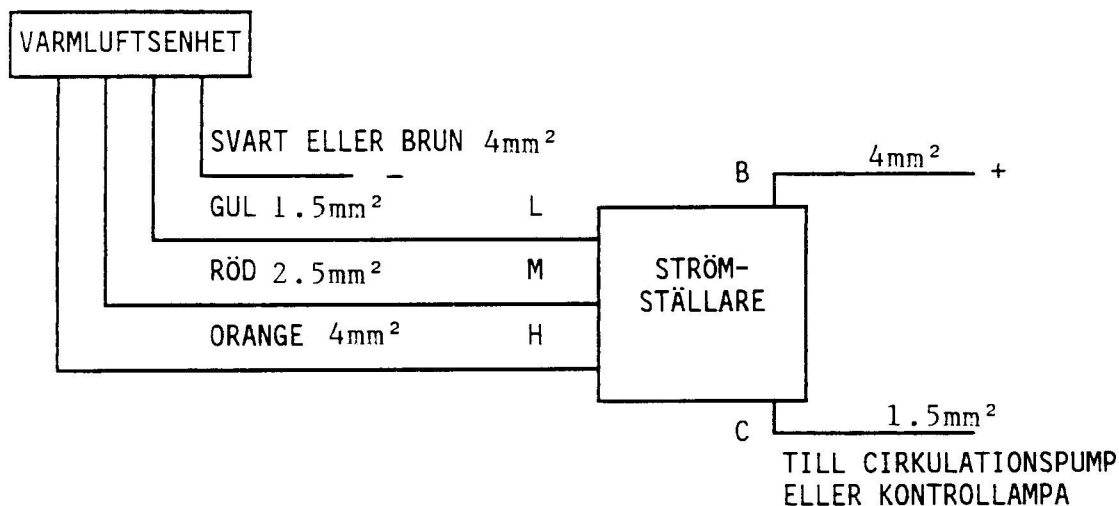 VARMLUFTSENHET
SVART ELLER BRUN 4mm²
-
B
4mm²
+
GUL 1.5mm²
L
RÖD 2.5mm²
M
STRÖM-
STÄLLARE
ORANGE 4mm²
H
C
1.5mm²
TILL CIRKULATIONSPUMP
ELLER KONTROLLAMPA